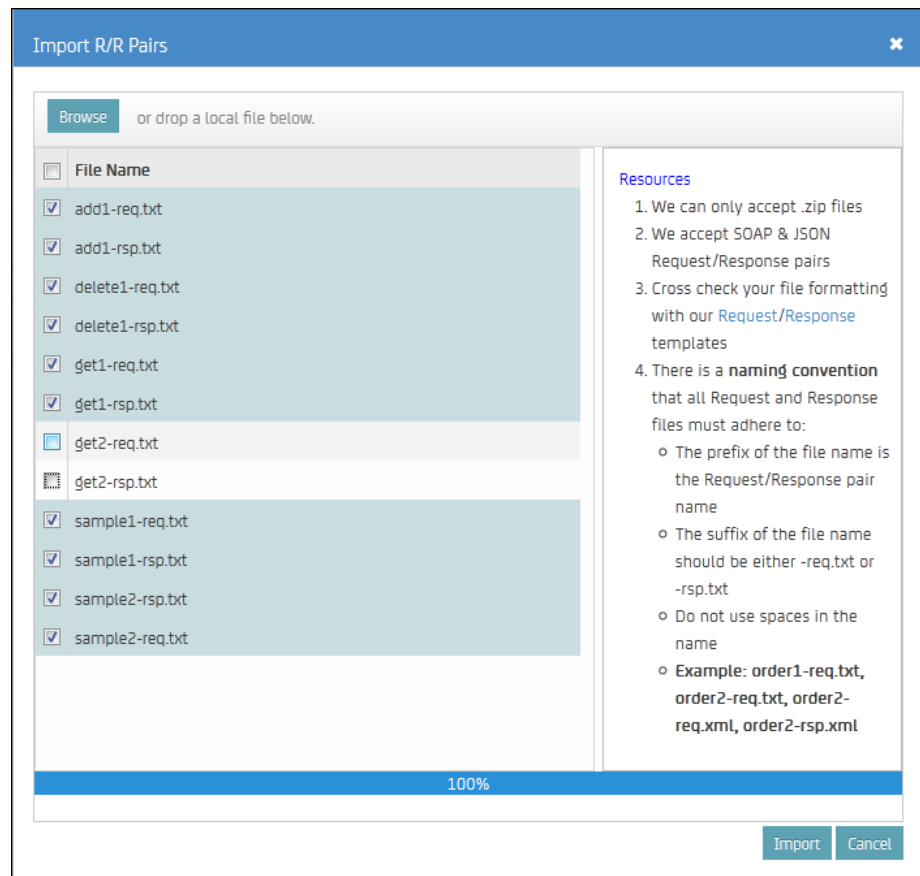 Import R/R Pairs
Browse or drop a local file below.
File Name
add1-req.txt
add1-rsp.txt
delete1-req.txt
delete1-rsp.txt
get1-req.txt
get1-rsp.txt
get2-req.txt
get2-rsp.txt
sample1-req.txt
sample1-rsp.txt
sample2-rsp.txt
sample2-req.txt
Resources
1. We can only accept .zip files
2. We accept SOAP & JSON
Request/Response pairs
3. Cross check your file formatting
with our Request/Response
templates
4. There is a naming convention
that all Request and Response
files must adhere to:
The prefix of the file name is
the Request/Response pair
name
The suffix of the file name
should be either -req.txt or
-rsp.txt
Do not use spaces in the
name
Example: order1-req.txt,
order2-req.txt, order2-
req.xml, order2-rsp.xml
100%
Import Cancel